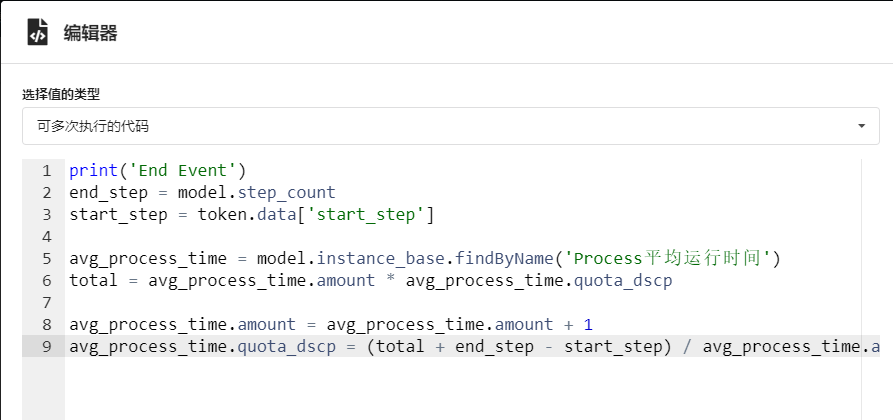 编辑器
选择值的类型
可多次执行的代码
1 print('End Event')
2 end_step = model.step_count
3 start_step = token.data['start_step']
4
5 avg_process_time = model.instance_base.findByName('Process平均运行时间')
6 total = avg_process_time.amount * avg_process_time.quota_dscp
7
8 avg_process_time.amount = avg_process_time.amount + 1
9 avg_process_time.quota_dscp = (total + end_step - start_step) / avg_process_time.a